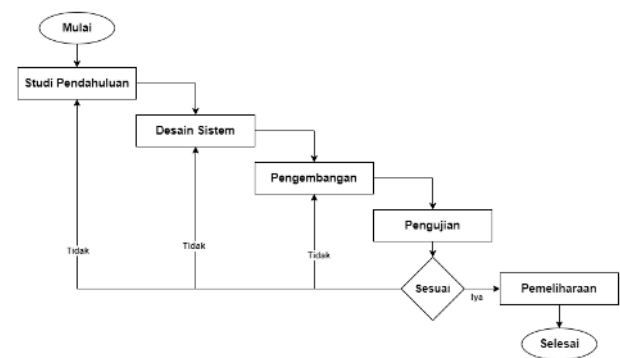 Mulai
Studi Pendahuluan
Desain Sistem
Pengembangan
Pengujian
Tidak
Tidak
Tidak
Sesuai
Iya
Pemeliharaan
Selesai